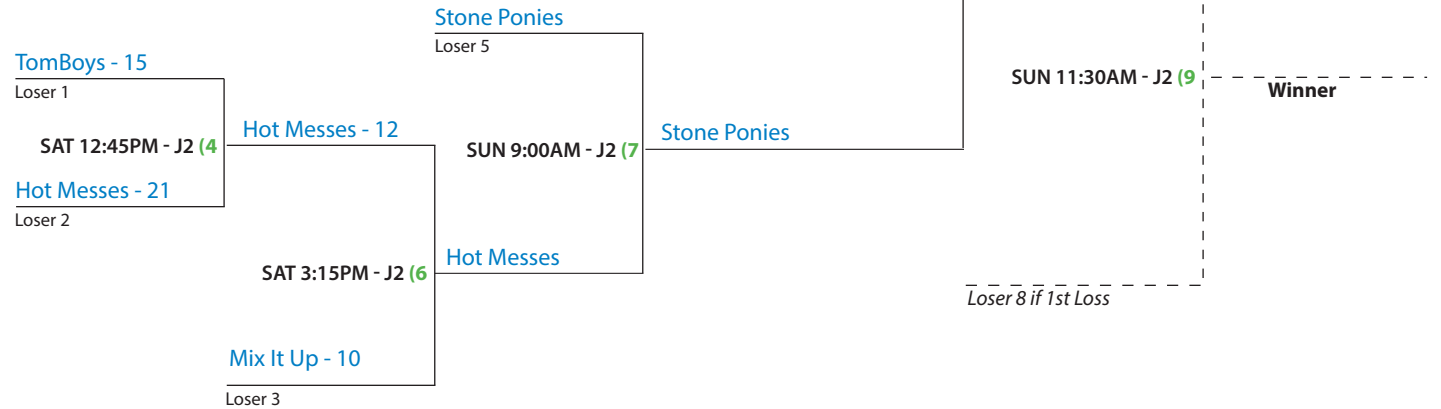 Stone Ponies
Loser 5
TomBoys - 15
Loser 1
SUN 11:30AM - J2 (9
Winner
Hot Messes - 12
Stone Ponies
SAT 12:45PM - J2 (4
SUN 9:00AM - J2 (7
Hot Messes - 21
Loser 2
Hot Messes
SAT 3:15PM - J2 (6
Loser 8 if 1st Loss
Mix It Up - 10
Loser 3